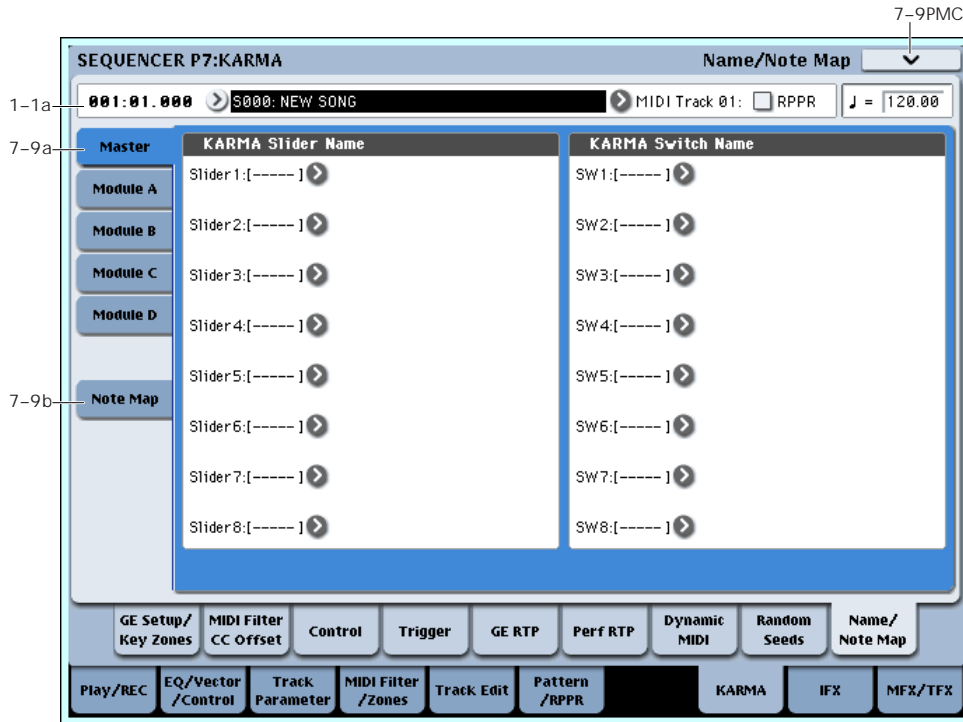 7-9PMC
SEQUENCER P7:KARMA Name/Note Map
1-1a 001:01.000 S000: NEW SONG MIDI Track 01: RPPR ♩ = 120.00
7-9a Master KARMA Slider Name KARMA Switch Name
Slider1:[----- ] SW1:[----- ]
Module A
Module B Slider2:[----- ] SW2:[----- ]
Module C Slider3:[----- ] SW3:[----- ]
Module D Slider4:[----- ] SW4:[----- ]
Slider5:[----- ] SW5:[----- ]
7-9b Note Map
Slider6:[----- ] SW6:[----- ]
Slider7:[----- ] SW7:[----- ]
Slider8:[----- ] SW8:[----- ]
GE Setup/ Key Zones
MIDI Filter CC Offset
Control
Trigger
GE RTP
Perf RTP
Dynamic MIDI
Random Seeds
Name/ Note Map
Play/REC
EQ/Vector /Control
Track Parameter
MIDI Filter /Zones
Track Edit
Pattern /RPPR
KARMA
IFX
MFX/TFX